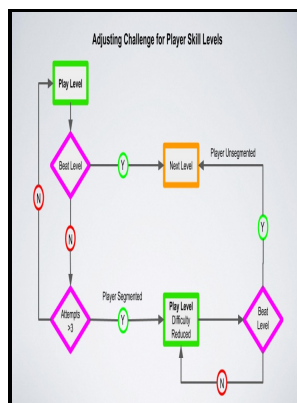 Adjusting Challenge for Player Skill Levels
Play Level
Beat Level
Y
Next Level
Player Unsegmented
N
N
Y
Attempts
>3
Player Segmented
Y
Play Level
Difficulty
Reduced
Beat
Level
N